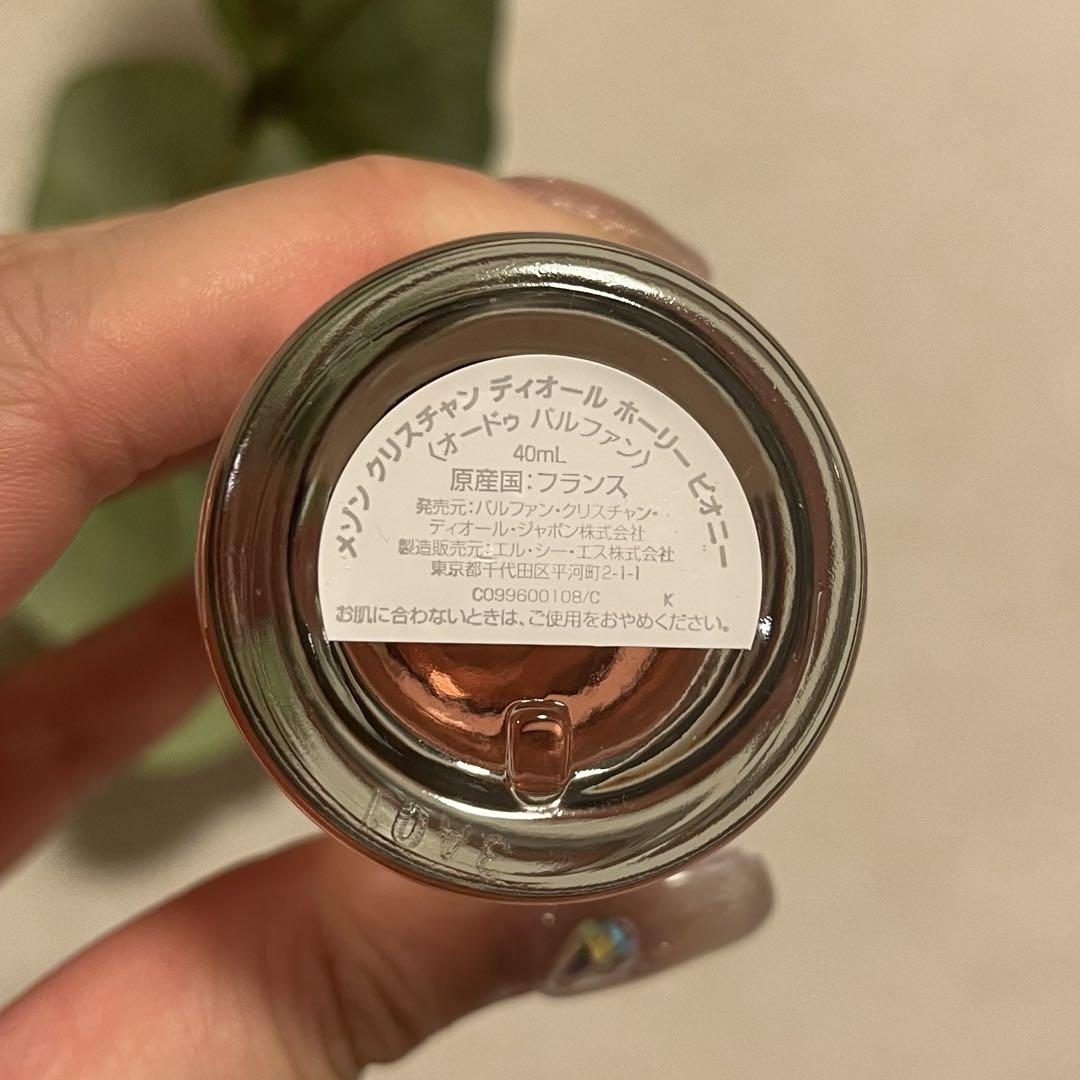 メゾン クリスチャン ディオール ホーリー ピオニー
〈オードゥ パルファン〉
40mL
原産国：フランス
発売元：パルファン・クリスチャン・
ディオール・ジャポン株式会社
製造販売元：エル・シー・エス株式会社
東京都千代田区平河町2-1-1
C099600108/C K
お肌に合わないときは、ご使用をおやめください。